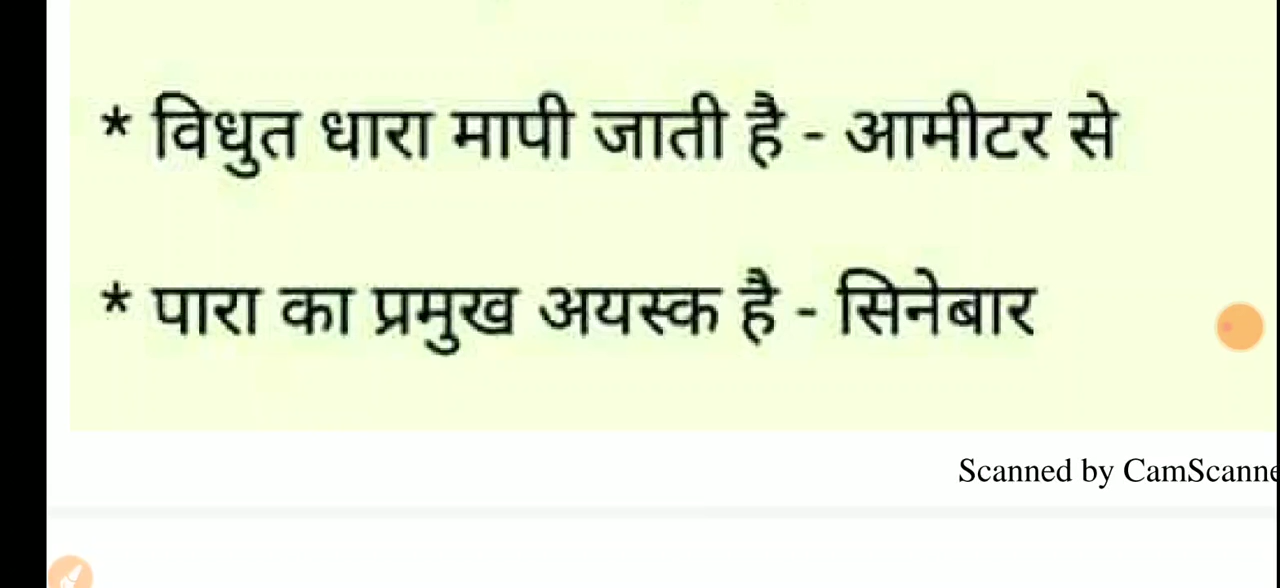 * विधुत धारा मापी जाती है - आमीटर से
* पारा का प्रमुख अयस्क है - सिनेबार
Scanned by CamScanne